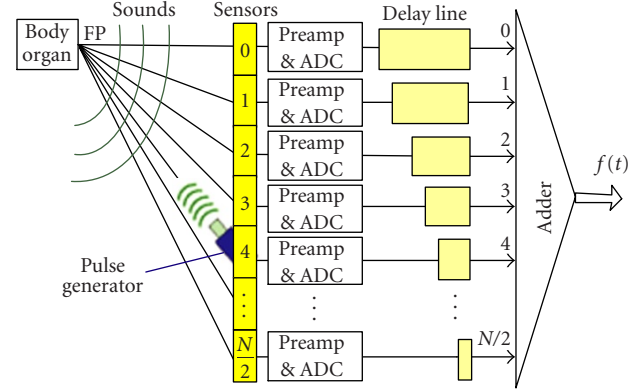 Sounds
Sensors
Delay line
Body
organ
FP
0
Preamp
& ADC
0
1
Preamp
& ADC
1
2
Preamp
& ADC
2
3
Preamp
& ADC
3
4
Preamp
& ADC
4
Pulse
generator
⋮
⋮
⋮
N
2
Preamp
& ADC
N/2
Adder
f(t)